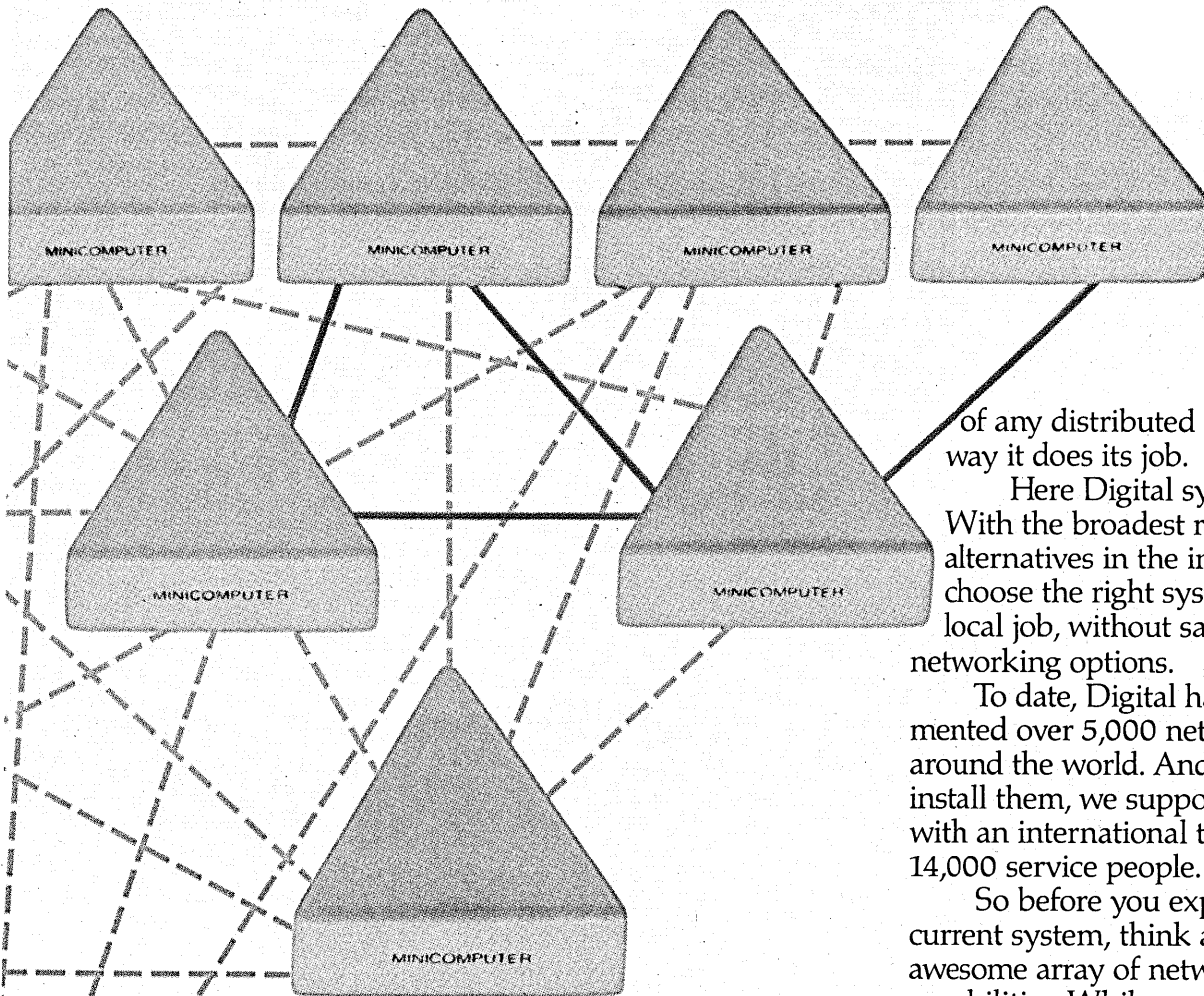 MINICOMPUTER
MINICOMPUTER
MINICOMPUTER
MINICOMPUTER
MINICOMPUTER
MINICOMPUTER
MINICOMPUTER
of any distributed
way it does its job.
Here Digital sy
With the broadest
alternatives in the
choose the right sys
local job, without sa
networking options.
To date, Digital ha
mented over 5,000 net
around the world. And
install them, we suppo
with an international t
14,000 service people.
So before you exp
current system, think a
awesome array of netw